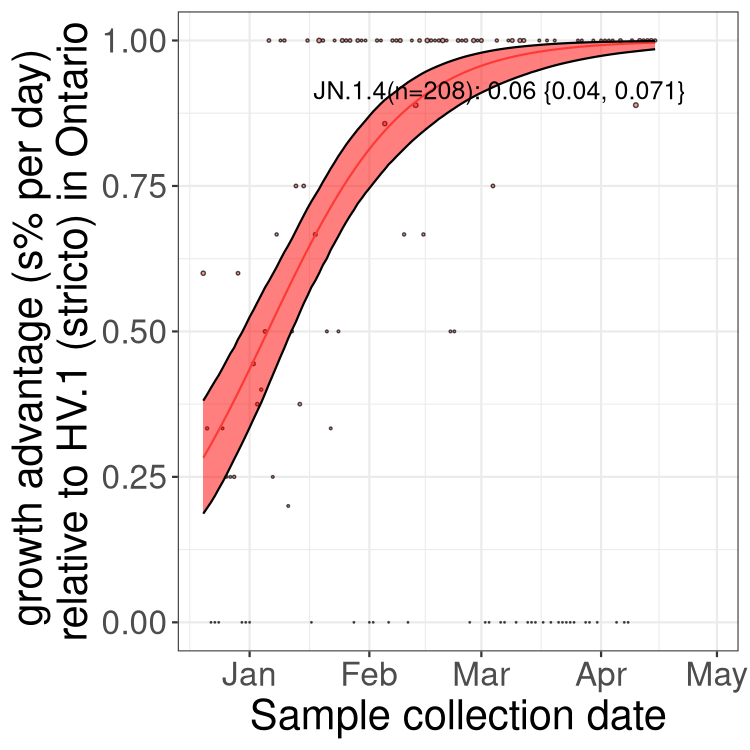 growth advantage (s% per day)
relative to HV.1 (stricto) in Ontario
1.00
0.75
0.50
0.25
0.00
JN.1.4(n=208): 0.06 {0.04, 0.071}
Jan Feb Mar Apr May
Sample collection date